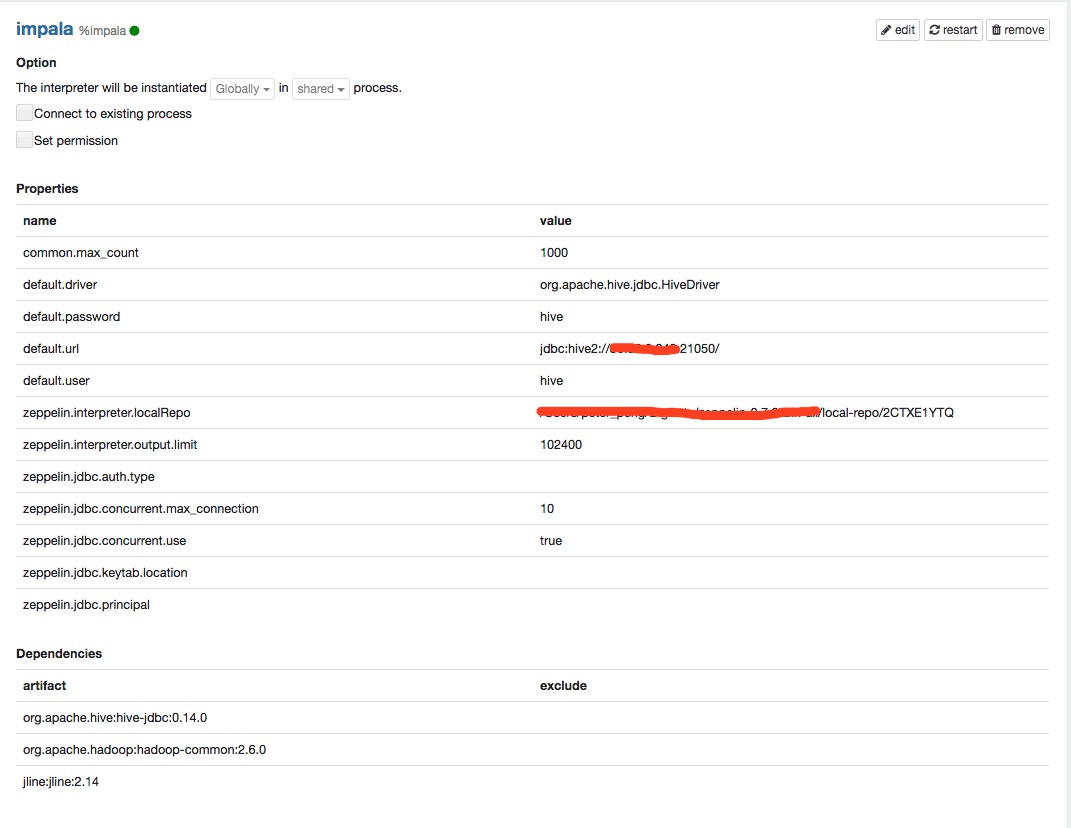 impala %impala
edit restart remove
Option
The interpreter will be instantiated Globally in shared process.
Connect to existing process
Set permission
Properties
name value
common.max_count 1000
default.driver org.apache.hive.jdbc.HiveDriver
default.password hive
default.url jdbc:hive2:// 21050/
default.user hive
zeppelin.interpreter.localRepo /local-repo/2CTXE1YTQ
zeppelin.interpreter.output.limit 102400
zeppelin.jdbc.auth.type
zeppelin.jdbc.concurrent.max_connection 10
zeppelin.jdbc.concurrent.use true
zeppelin.jdbc.keytab.location
zeppelin.jdbc.principal
Dependencies
artifact exclude
org.apache.hive:hive-jdbc:0.14.0
org.apache.hadoop:hadoop-common:2.6.0
jline:jline:2.14